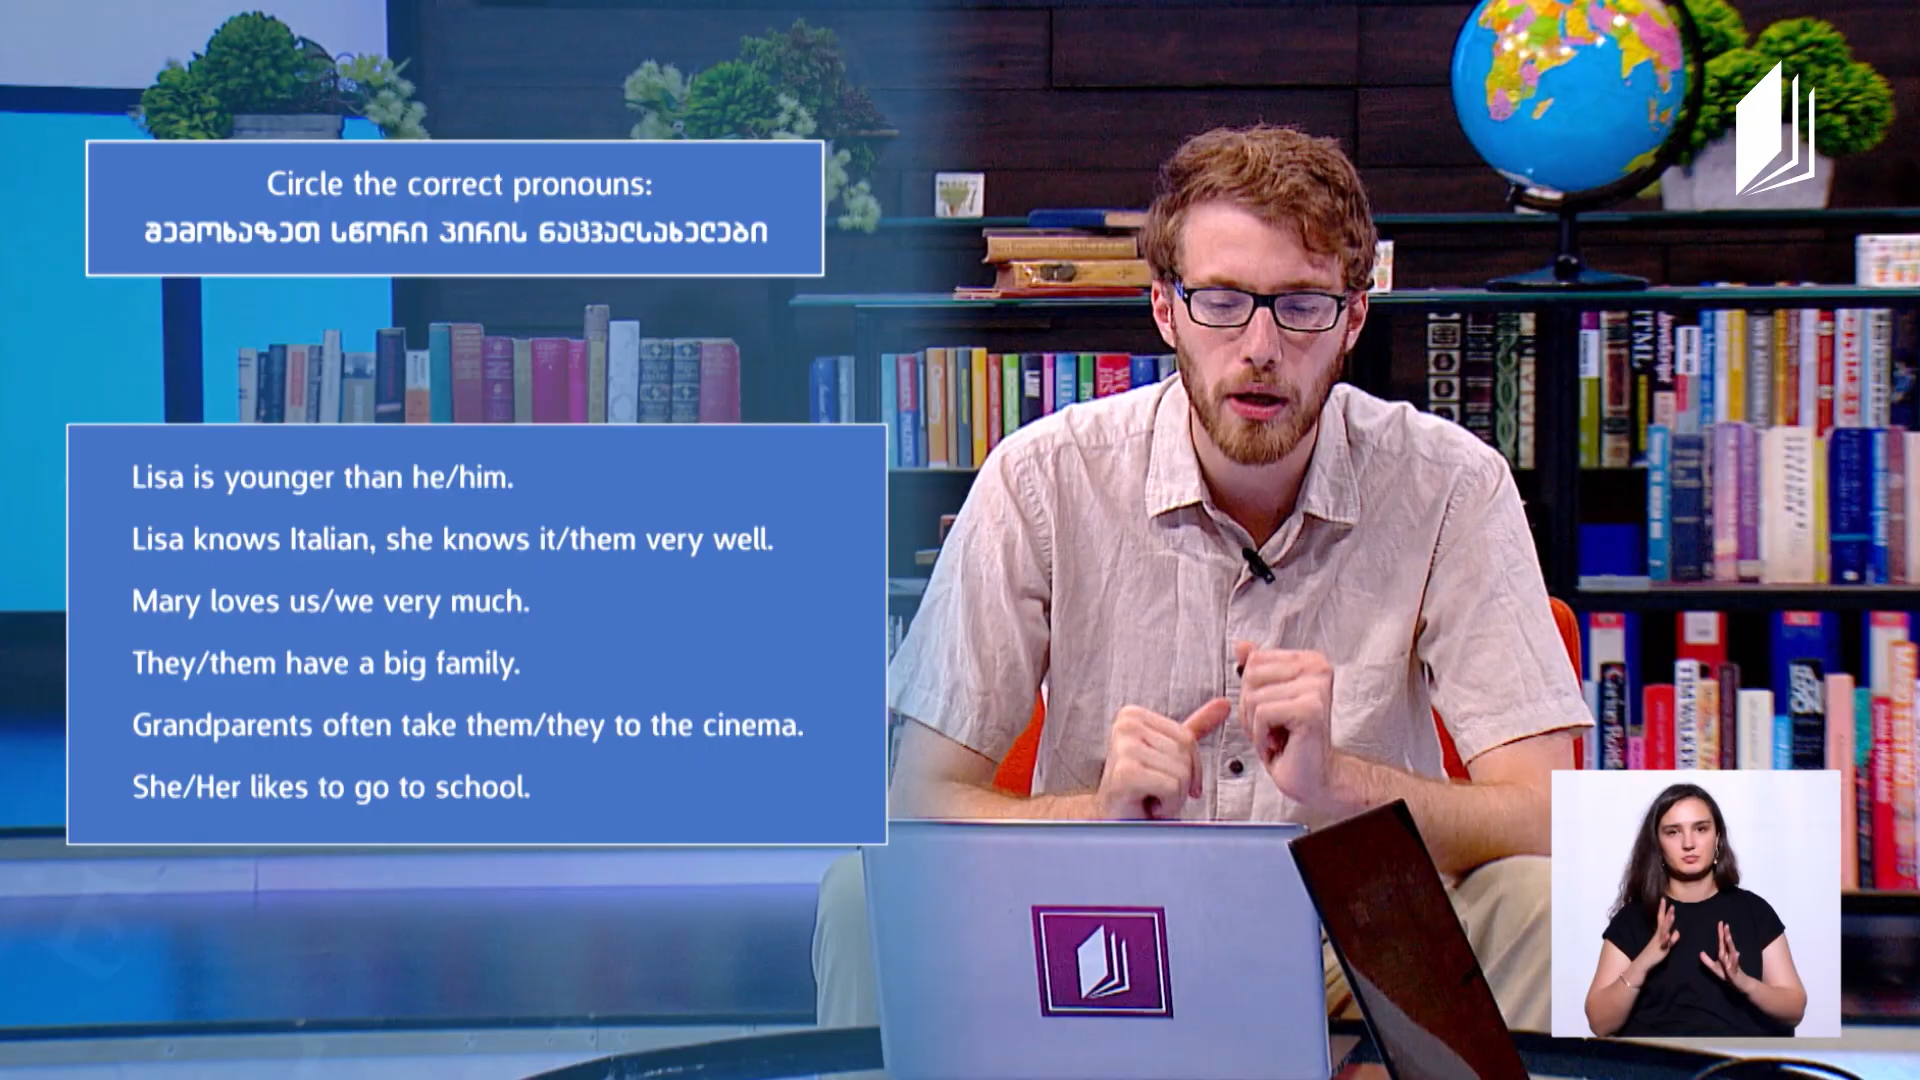 Circle the correct pronouns:
შემოხაზეთ სწორი პირის ნაცვალსახელები
Lisa is younger than he/him.
Lisa knows Italian, she knows it/them very well.
Mary loves us/we very much.
They/them have a big family.
Grandparents often take them/they to the cinema.
She/Her likes to go to school.